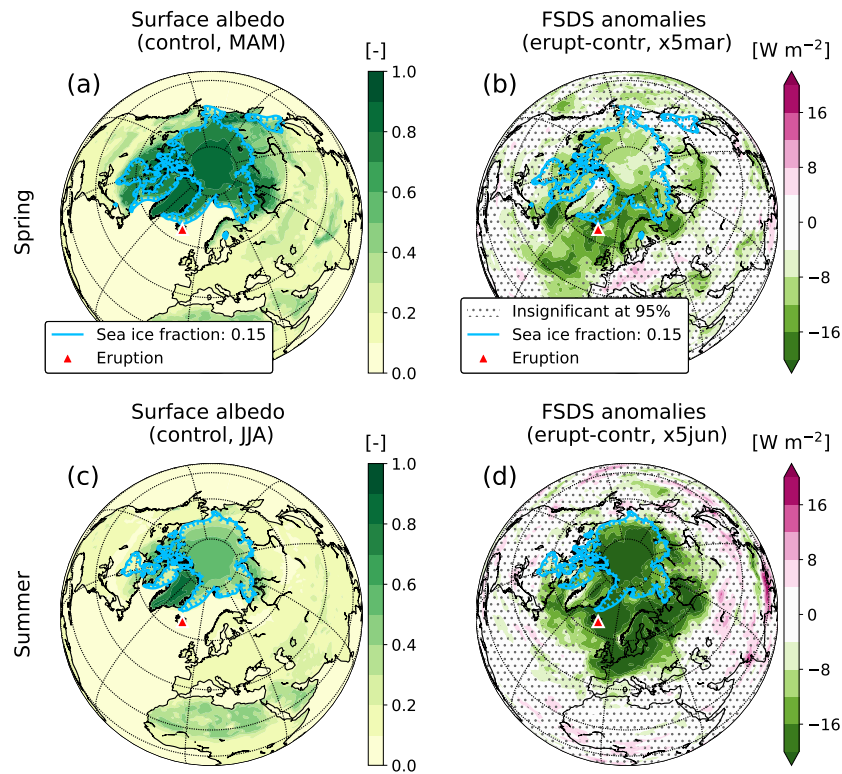 Surface albedo
(control, MAM)
[-]
FSDS anomalies
(erupt-contr, x5mar)
[W m−2]
(a)
1.0
0.8
0.6
0.4
0.2
0.0
(b)
16
8
0
−8
−16
Spring
Sea ice fraction: 0.15
Eruption
Insignificant at 95%
Sea ice fraction: 0.15
Eruption
Surface albedo
(control, JJA)
[-]
FSDS anomalies
(erupt-contr, x5jun)
[W m−2]
(c)
1.0
0.8
0.6
0.4
0.2
0.0
(d)
16
8
0
−8
−16
Summer